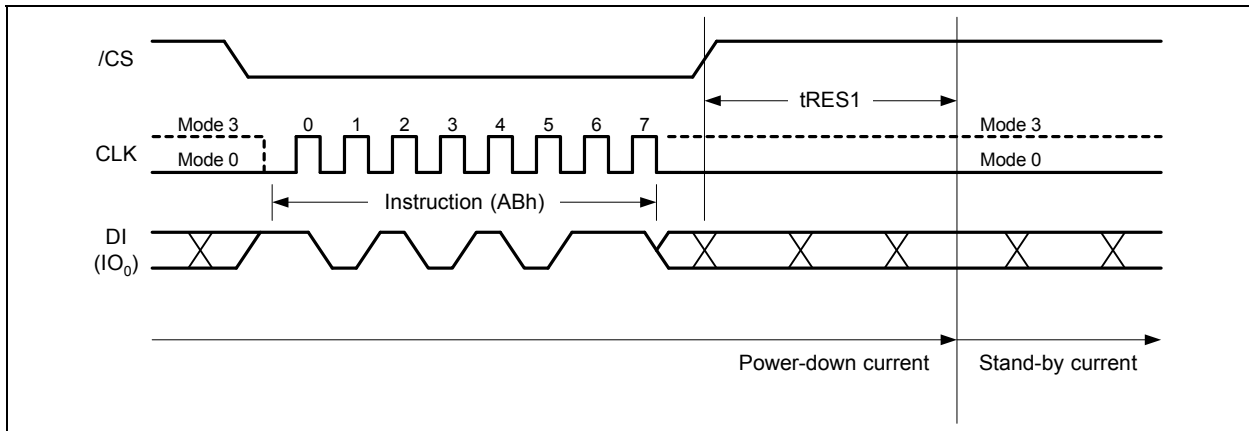 /CS
tRES1
Mode 3 0 1 2 3 4 5 6 7 Mode 3
CLK
Mode 0 Mode 0
Instruction (ABh)
DI
(IO₀)
Power-down current Stand-by current